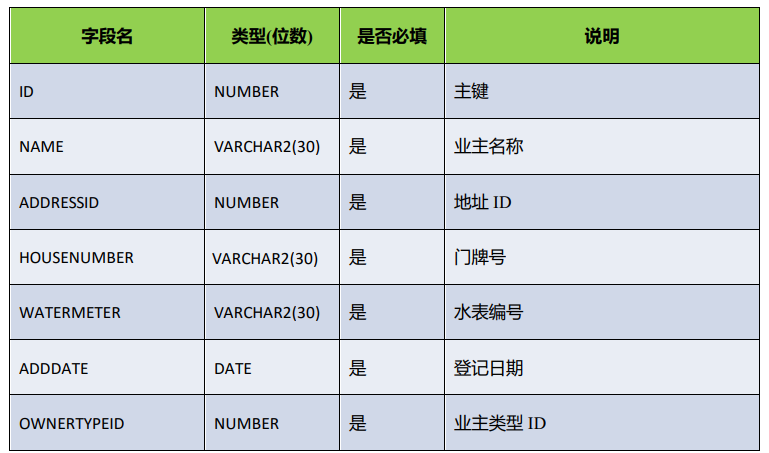 字段名 类型(位数) 是否必填 说明
ID NUMBER 是 主键
NAME VARCHAR2(30) 是 业主名称
ADDRESSID NUMBER 是 地址 ID
HOUSENUMBER VARCHAR2(30) 是 门牌号
WATERMETER VARCHAR2(30) 是 水表编号
ADDDATE DATE 是 登记日期
OWNERTYPEID NUMBER 是 业主类型 ID